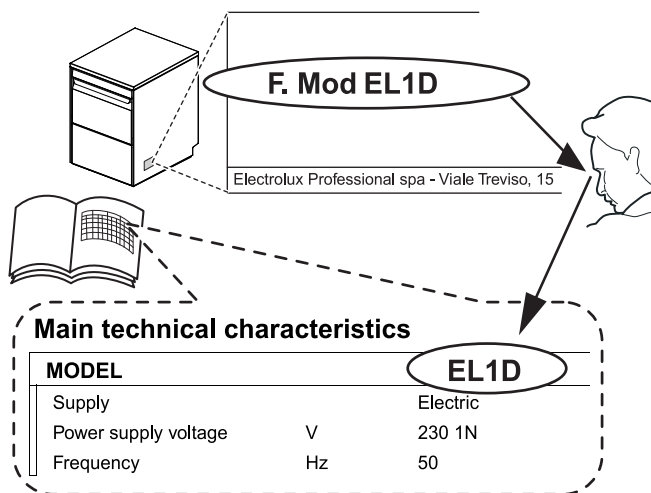 F. Mod EL1D
Electrolux Professional spa - Viale Treviso, 15
Main technical characteristics
MODEL EL1D
Supply Electric
Power supply voltage V 230 1N
Frequency Hz 50